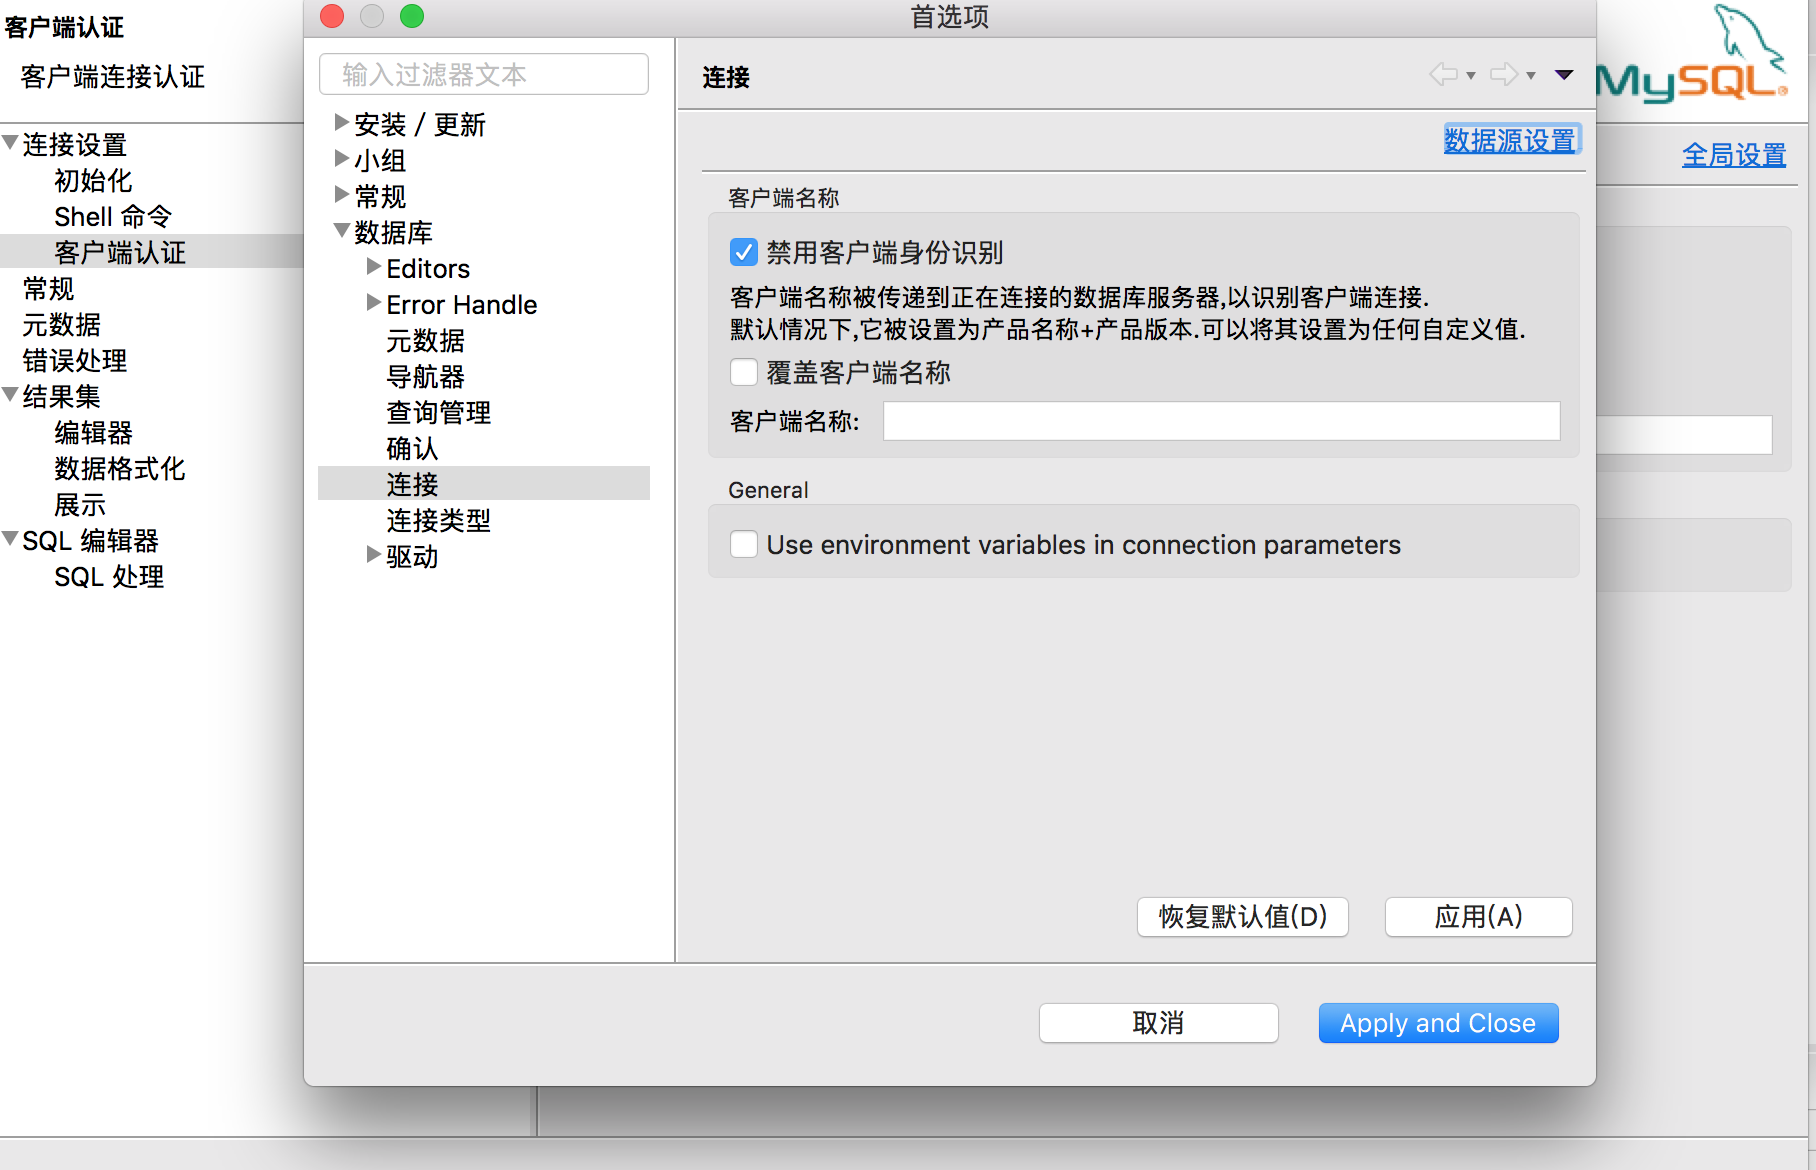 客户端认证
客户端连接认证
连接设置
初始化
Shell 命令
客户端认证
常规
元数据
错误处理
结果集
编辑器
数据格式化
展示
SQL 编辑器
SQL 处理
首选项
输入过滤器文本
安装 / 更新
小组
常规
数据库
Editors
Error Handle
元数据
导航器
查询管理
确认
连接
连接类型
驱动
连接
数据源设置
客户端名称
禁用客户端身份识别
客户端名称被传递到正在连接的数据库服务器,以识别客户端连接.
默认情况下,它被设置为产品名称+产品版本.可以将其设置为任何自定义值.
覆盖客户端名称
客户端名称:
General
Use environment variables in connection parameters
恢复默认值(D)
应用(A)
取消
Apply and Close
MySQL
全局设置